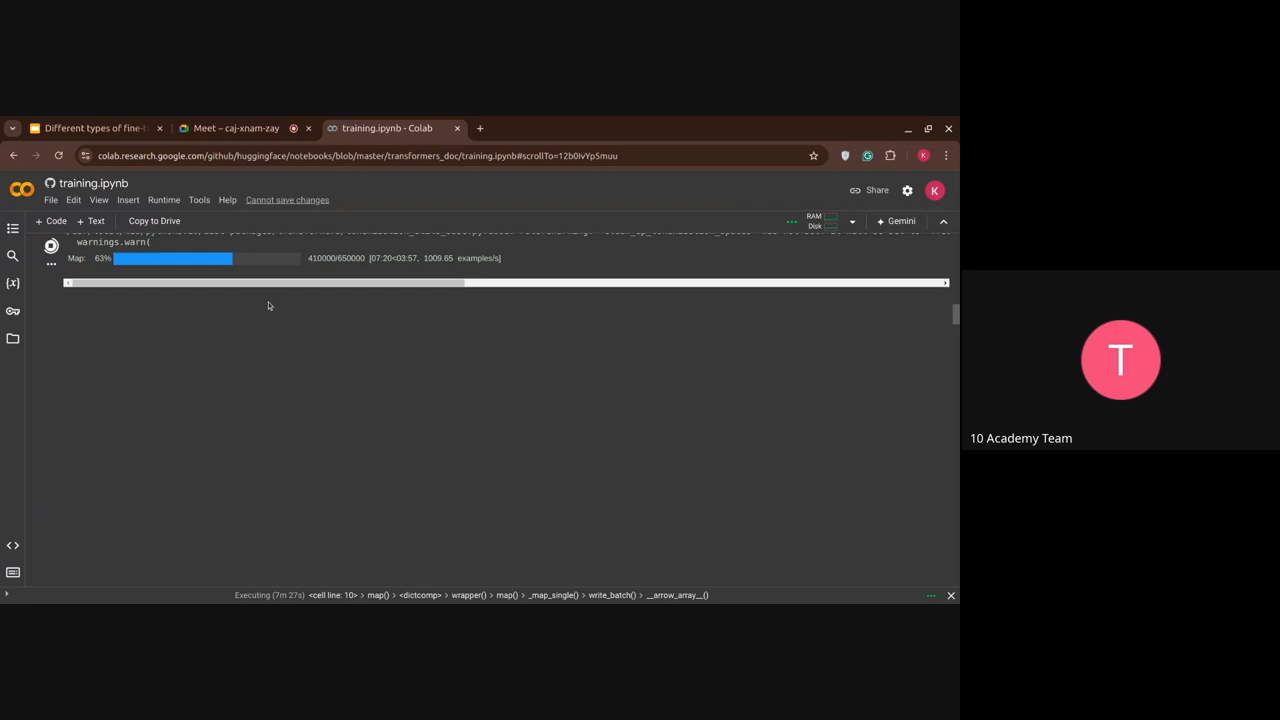 Different types of fine-t
Meet – caj-xnam-zay
training.ipynb - Colab
colab.research.google.com/github/huggingface/notebooks/blob/master/transformers_doc/training.ipynb#scrollTo=12b0IvYp5muu
K
training.ipynb
File Edit View Insert Runtime Tools Help Cannot save changes
Share
K
+ Code + Text Copy to Drive
RAM
Disk
Gemini
warnings.warn(
Map: 63% 410000/650000 [07:20<03:57, 1009.65 examples/s]
T
10 Academy Team
Executing (7m 27s) <cell line: 10> > map() > <dictcomp> > wrapper() > map() > _map_single() > write_batch() > __arrow_array__()